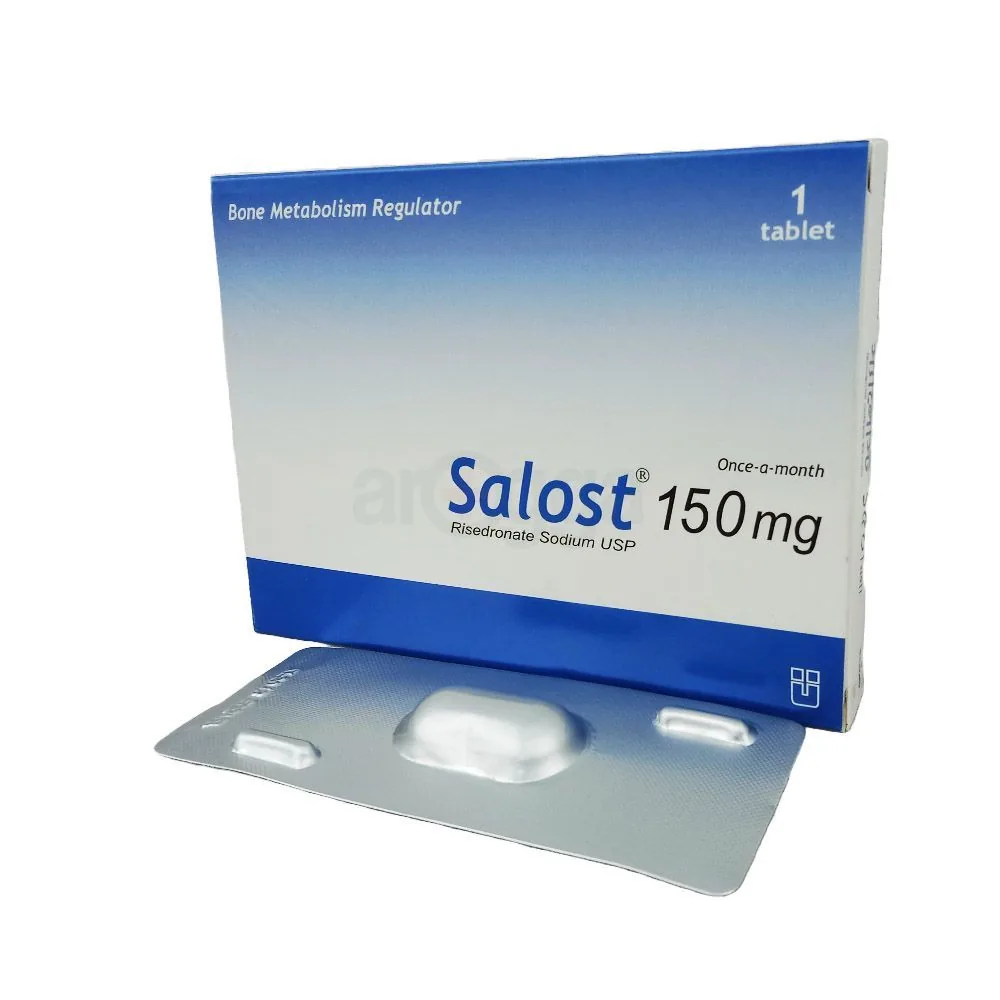 Bone Metabolism Regulator
1
tablet
Once-a-month
Salost® 150 mg
Risedronate Sodium USP